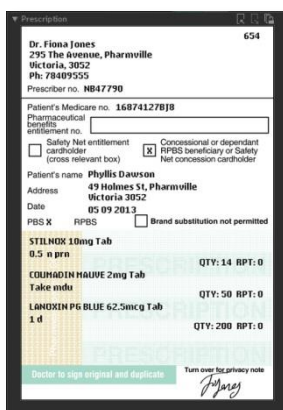 Prescription
654
Dr. Fiona Jones
295 The Avenue, Pharmville
Victoria, 3052
Ph: 78409555
Prescriber no. NB47790
Patient's Medicare no. 16874127BJ8
Pharmaceutical
benefits
entitlement no.
Safety Net entitlement
cardholder
(cross relevant box)
X Concessional or dependant
RPBS beneficiary or Safety
Net concession cardholder
Patient's name Phyllis Dawson
Address 49 Holmes St, Pharmville
Victoria 3052
Date 05 09 2013
PBS X RPBS Brand substitution not permitted
STILNOX 10mg Tab
0.5 n prn
QTY: 14 RPT: 0
COUMADIN MAUVE 2mg Tab
Take mdu
QTY: 50 RPT: 0
LANOXIN PG BLUE 62.5mcg Tab
1 d
QTY: 200 RPT: 0
PRESCRIPTION
Doctor to sign original and duplicate
Turn over for privacy note